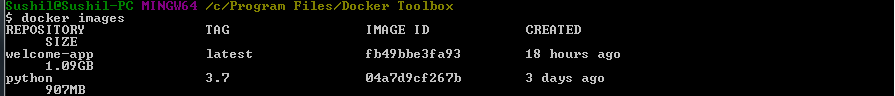 Sushil@Sushil-PC MINGW64 /c/Program Files/Docker Toolbox
$ docker images
REPOSITORY TAG IMAGE ID CREATED
SIZE
welcome-app latest fb49bbe3fa93 18 hours ago
1.09GB
python 3.7 04a7d9cf267b 3 days ago
907MB